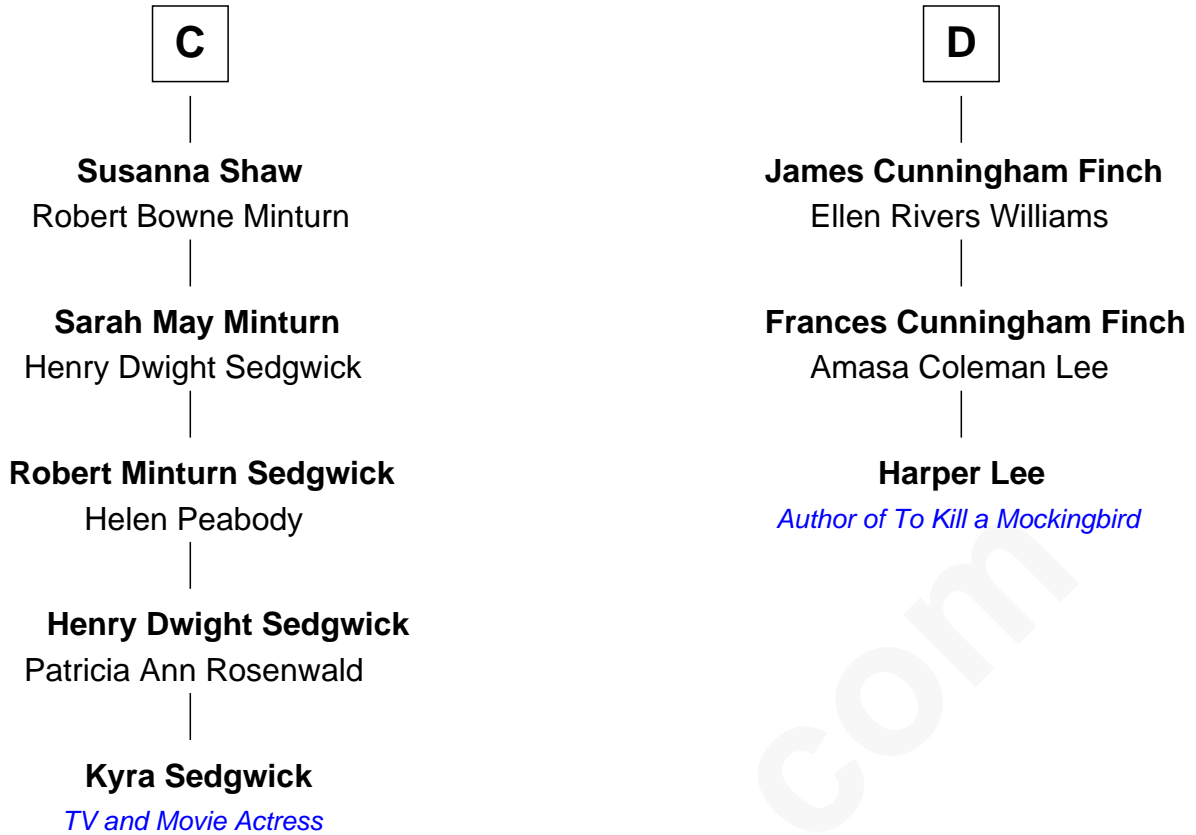 C
Susanna Shaw
Robert Bowne Minturn
Sarah May Minturn
Henry Dwight Sedgwick
Robert Minturn Sedgwick
Helen Peabody
Henry Dwight Sedgwick
Patricia Ann Rosenwald
Kyra Sedgwick
TV and Movie Actress
D
James Cunningham Finch
Ellen Rivers Williams
Frances Cunningham Finch
Amasa Coleman Lee
Harper Lee
Author of To Kill a Mockingbird
com